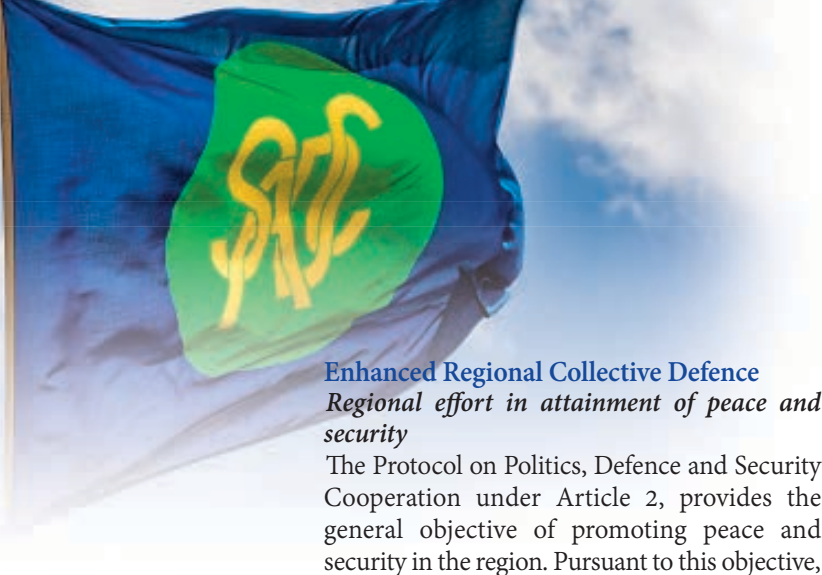 SADC
Enhanced Regional Collective Defence
Regional effort in attainment of peace and
security
The Protocol on Politics, Defence and Security
Cooperation under Article 2, provides the
general objective of promoting peace and
security in the region. Pursuant to this objective,